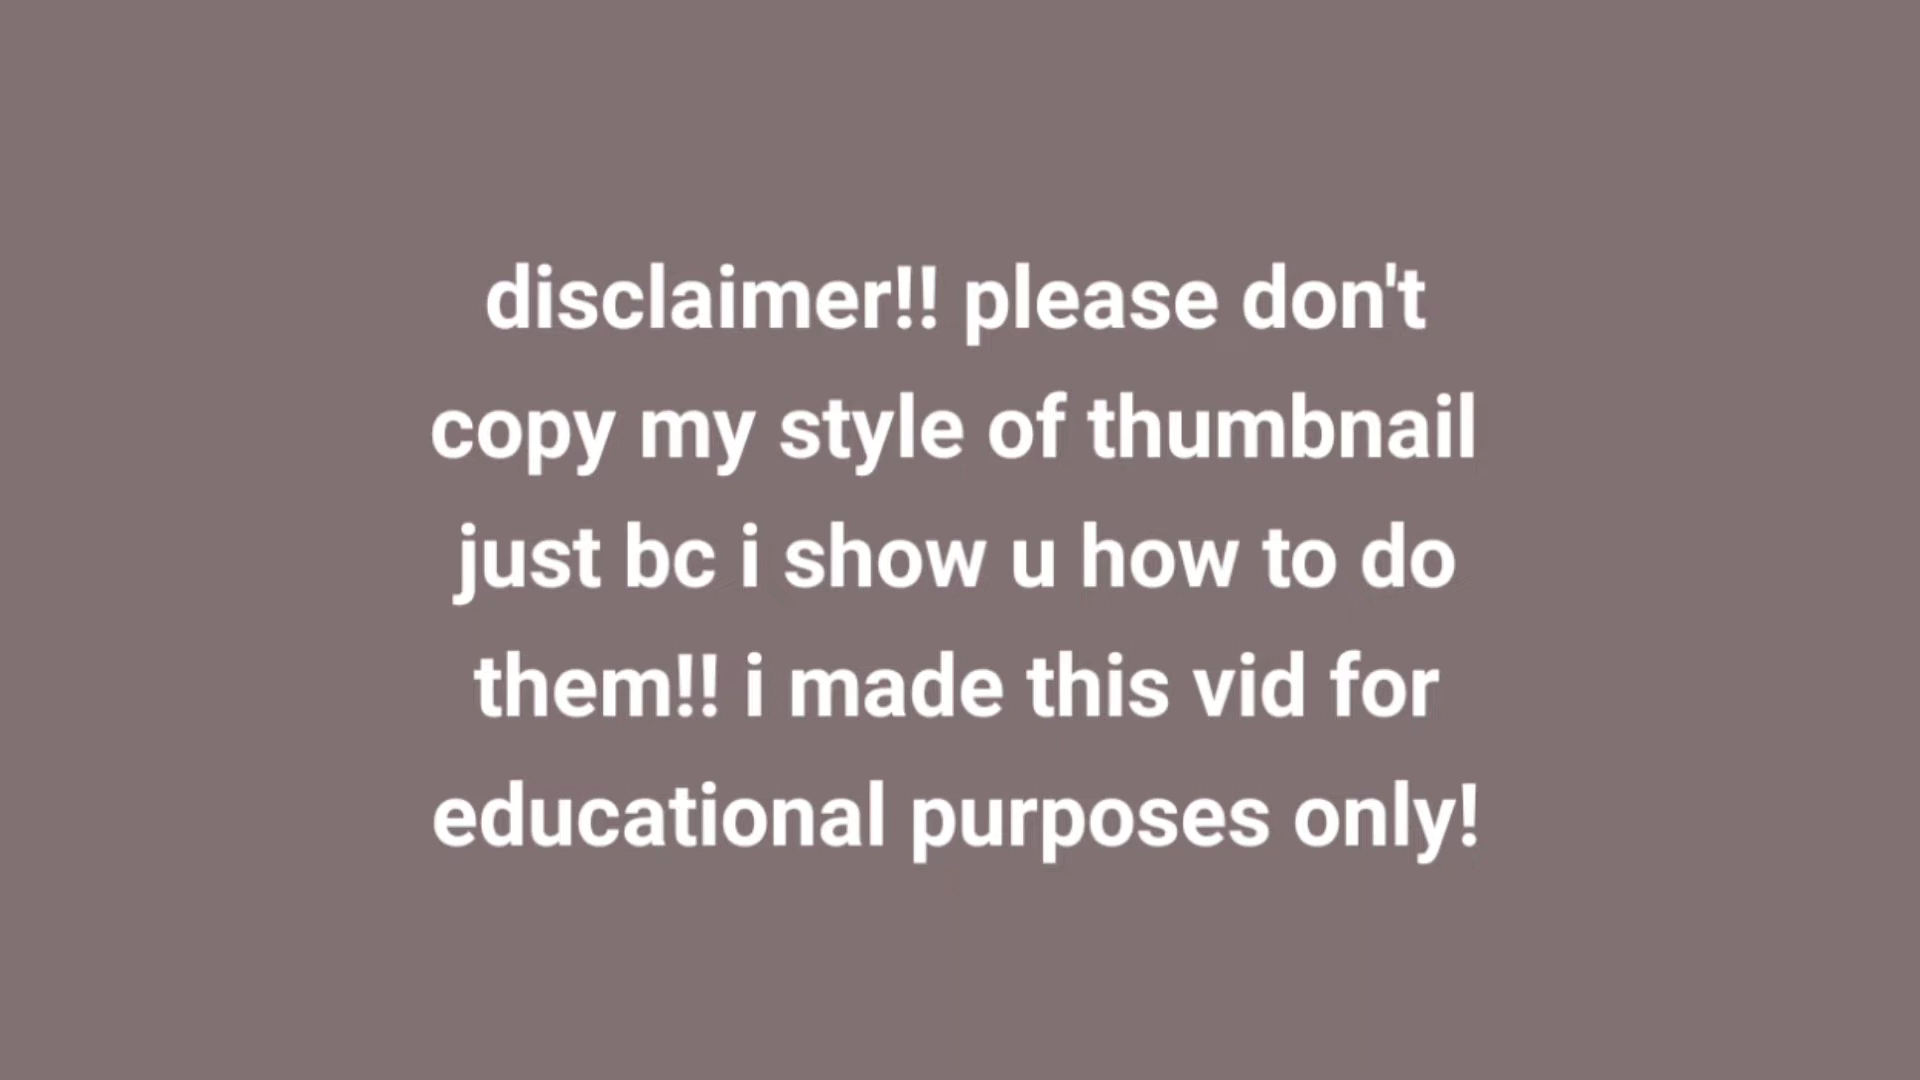 disclaimer!! please don't
copy my style of thumbnail
just bc i show u how to do
them!! i made this vid for
educational purposes only!